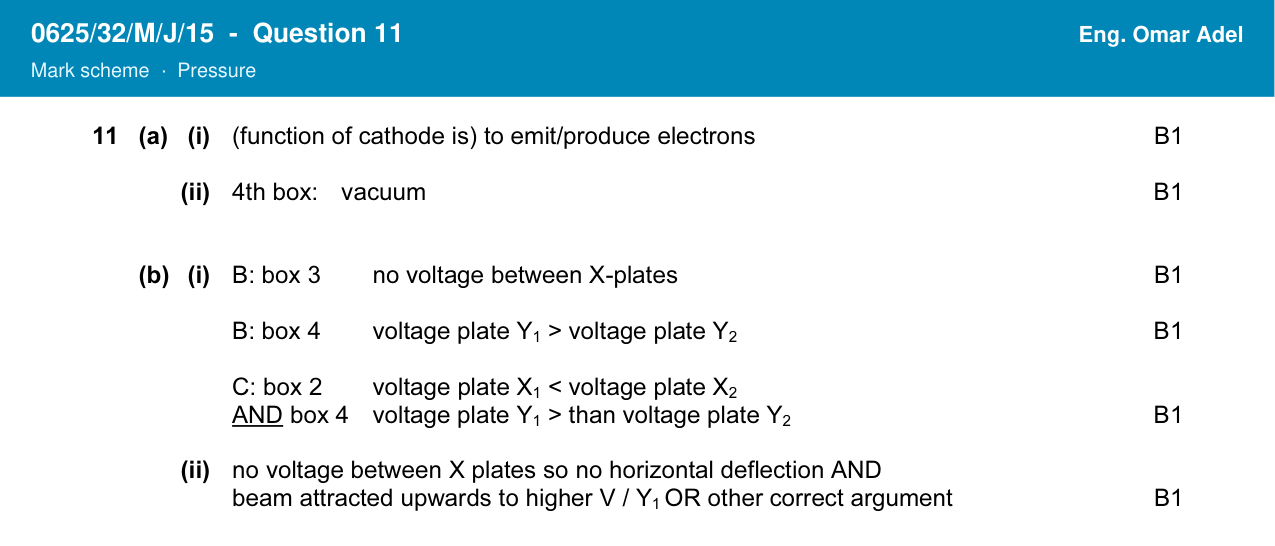 0625/32/M/J/15 - Question 11
Eng. Omar Adel
Mark scheme · Pressure
11 (a) (i) (function of cathode is) to emit/produce electrons B1
(ii) 4th box: vacuum B1
(b) (i) B: box 3 no voltage between X-plates B1
B: box 4 voltage plate Y₁ > voltage plate Y₂ B1
C: box 2 voltage plate X₁ < voltage plate X₂
AND box 4 voltage plate Y₁ > than voltage plate Y₂ B1
(ii) no voltage between X plates so no horizontal deflection AND
beam attracted upwards to higher V / Y₁ OR other correct argument B1